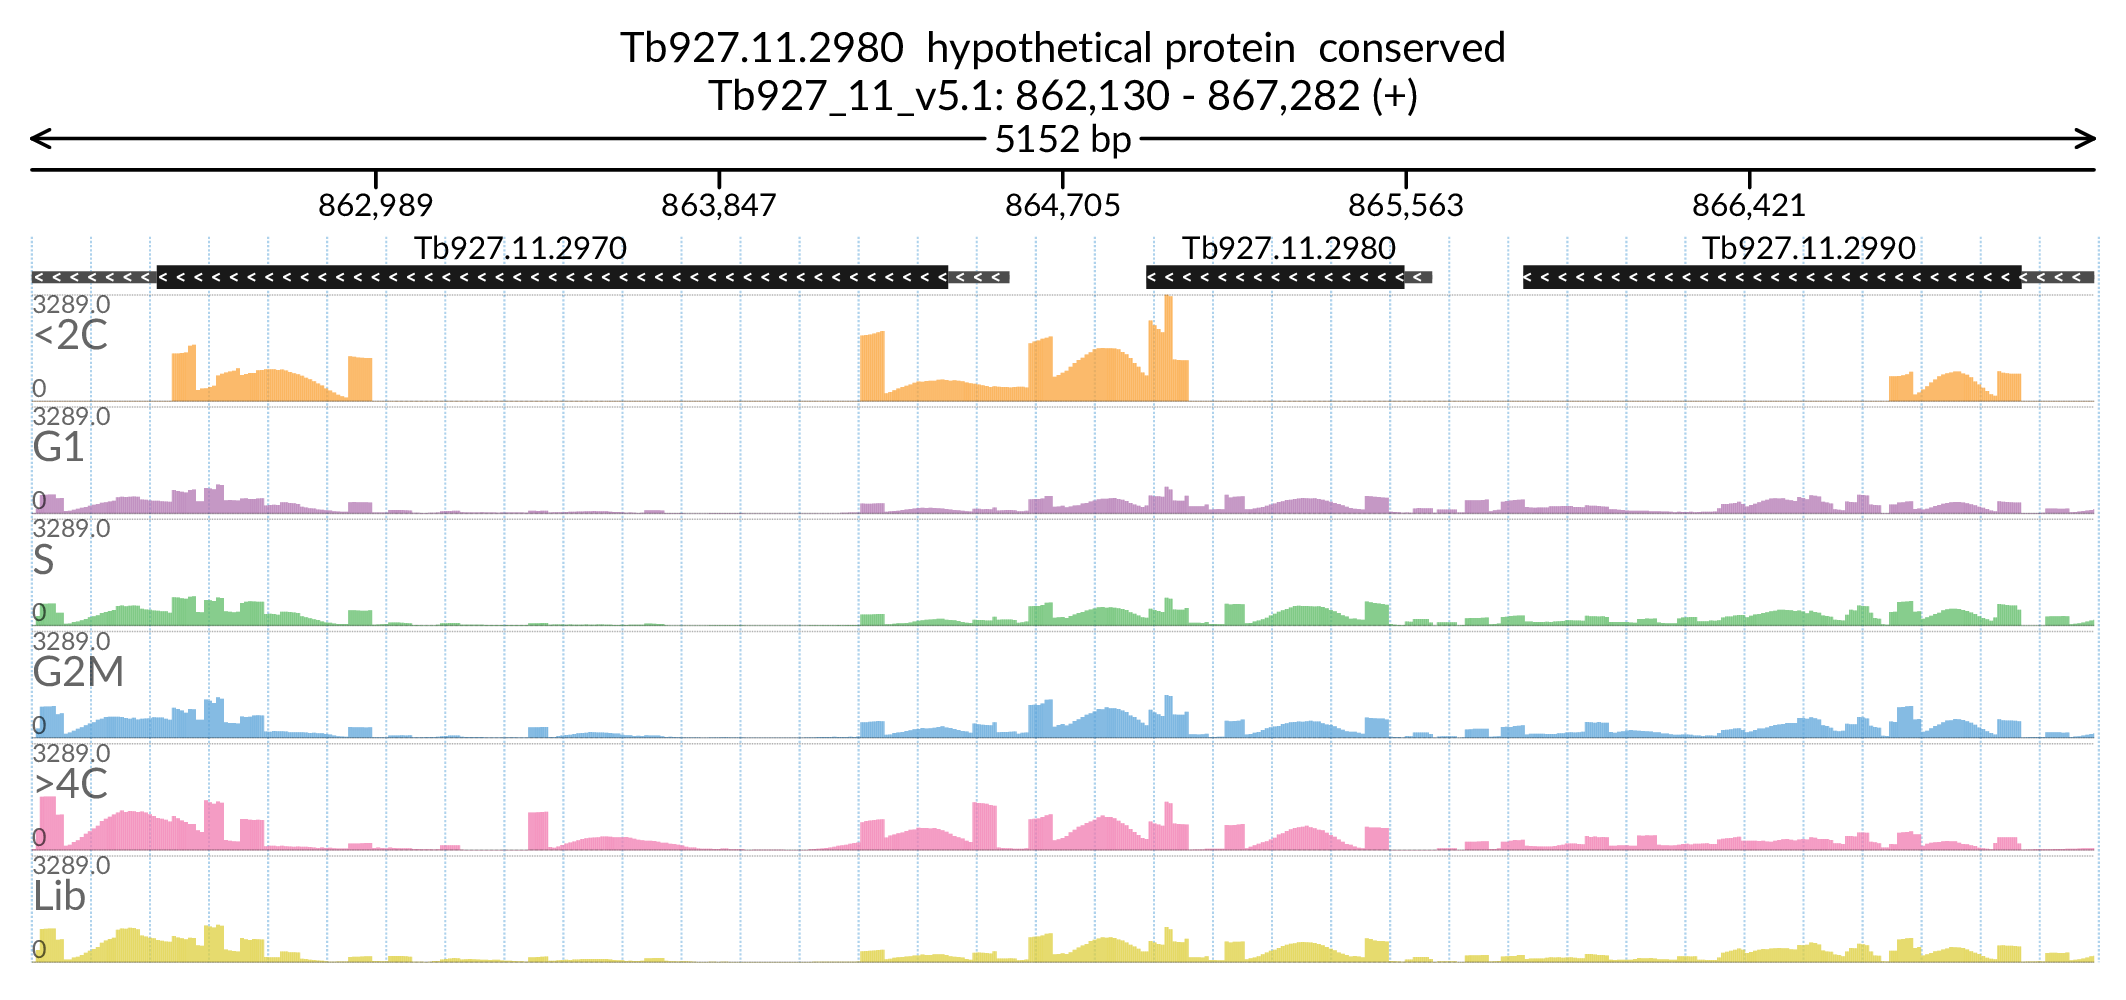 Tb927.11.2980  hypothetical protein  conserved
Tb927_11_v5.1: 862,130 - 867,282 (+)
5152 bp
862,989 863,847 864,705 865,563 866,421
Tb927.11.2970 Tb927.11.2980 Tb927.11.2990
3289.0
<2C
0
3289.0
G1
0
3289.0
S
0
3289.0
G2M
0
3289.0
>4C
0
3289.0
Lib
0